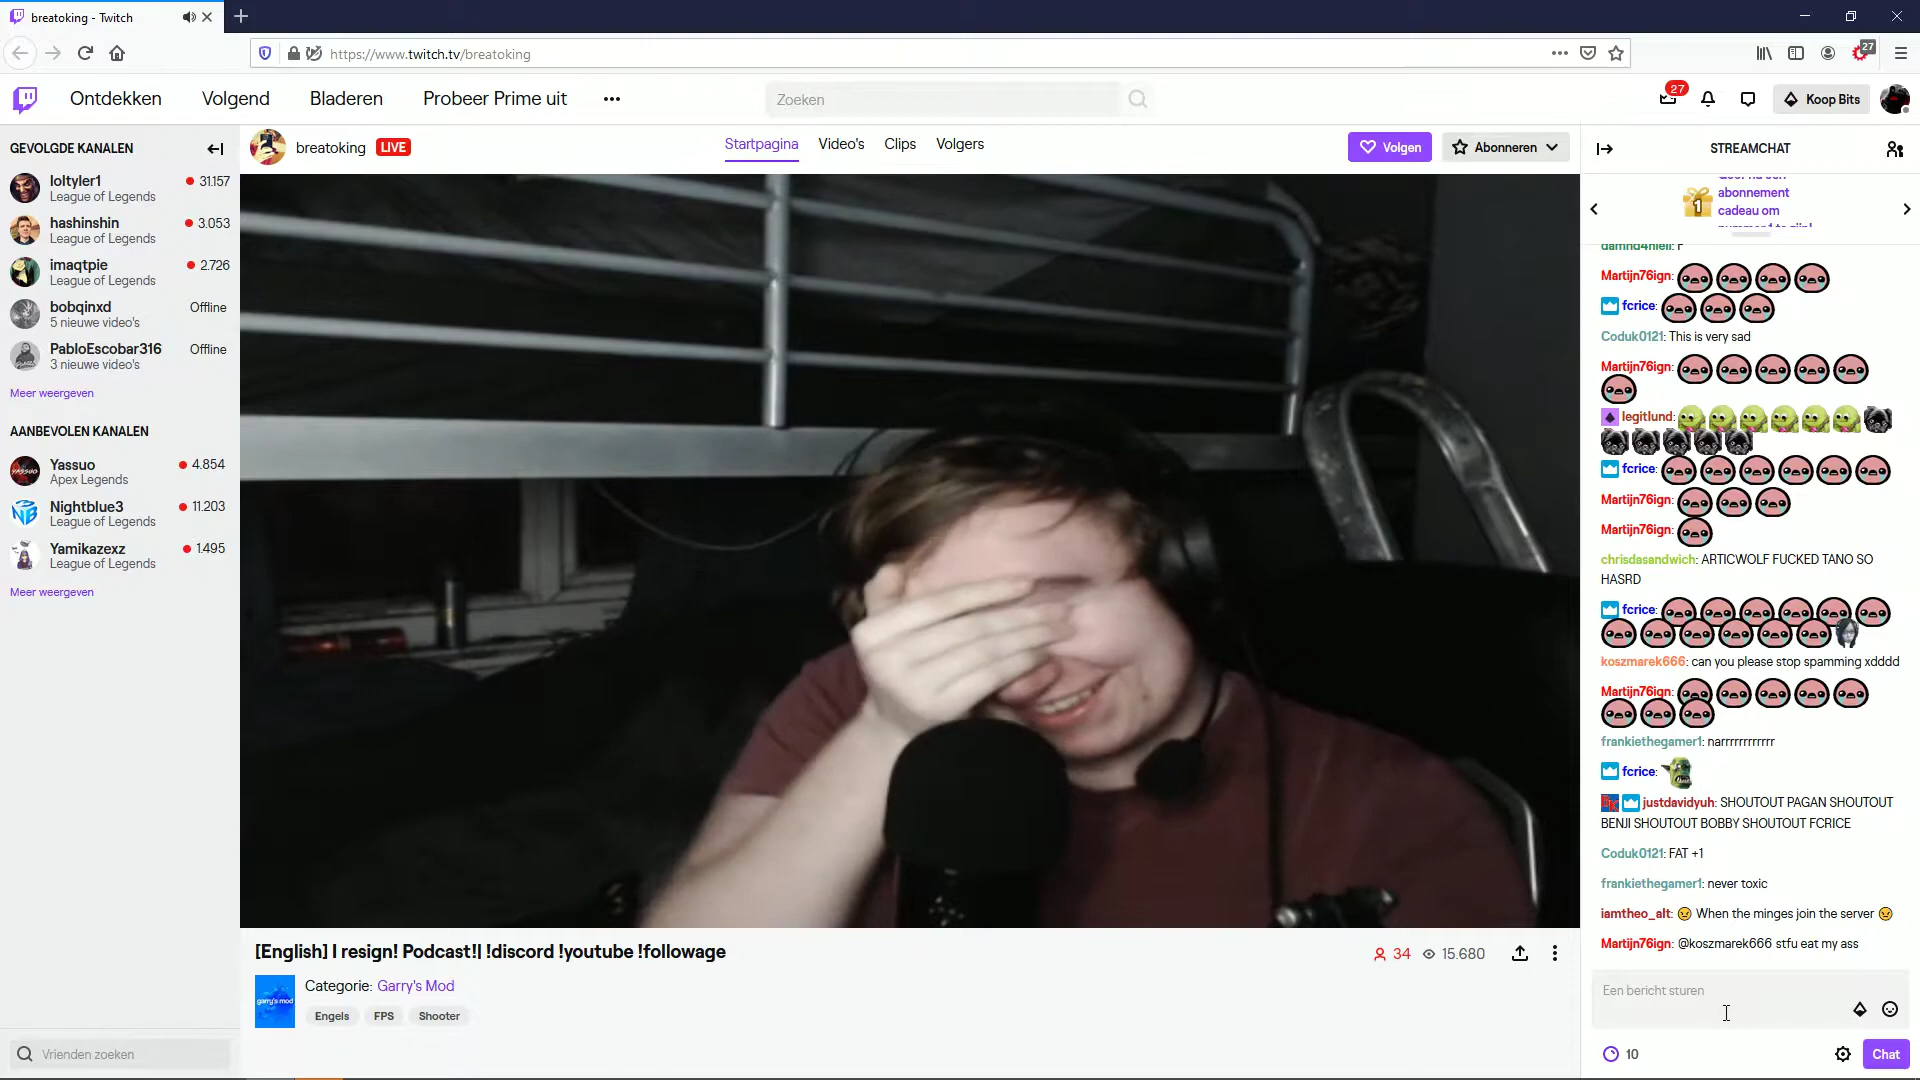 breatoking - Twitch
https://www.twitch.tv/breatoking
27
Ontdekken
Volgend
Bladeren
Probeer Prime uit
Zoeken
27
Koop Bits
GEVOLGDE KANALEN
loltyler1
31.157
League of Legends
hashinshin
3.053
League of Legends
imaqtpie
2.726
League of Legends
bobqinxd
Offline
5 nieuwe video's
PabloEscobar316
Offline
3 nieuwe video's
Meer weergeven
AANBEVOLEN KANALEN
Yassuo
4.854
Apex Legends
Nightblue3
11.203
League of Legends
Yamikazexz
1.495
League of Legends
Meer weergeven
Vrienden zoeken
breatoking
LIVE
Startpagina
Video's
Clips
Volgers
Volgen
Abonneren
[English] I resign! Podcast!| !discord !youtube !followage
34
15.680
garry's mod
Categorie: Garry's Mod
Engels
FPS
Shooter
STREAMCHAT
1
abonnement
cadeau om
damnd4niell: F
Martijn76ign:
fcrice:
Coduk0121: This is very sad
Martijn76ign:
legitlund:
fcrice:
Martijn76ign:
Martijn76ign:
chrisdasandwich: ARTICWOLF FUCKED TANO SO
HASRD
fcrice:
koszmarek666: can you please stop spamming xdddd
Martijn76ign:
frankiethegamer1: narrrrrrrrrrrr
fcrice:
justdavidyuh: SHOUTOUT PAGAN SHOUTOUT
BENJI SHOUTOUT BOBBY SHOUTOUT FCRICE
Coduk0121: FAT +1
frankiethegamer1: never toxic
iamtheo_alt: When the minges join the server
Martijn76ign: @koszmarek666 stfu eat my ass
Een bericht sturen
10
Chat